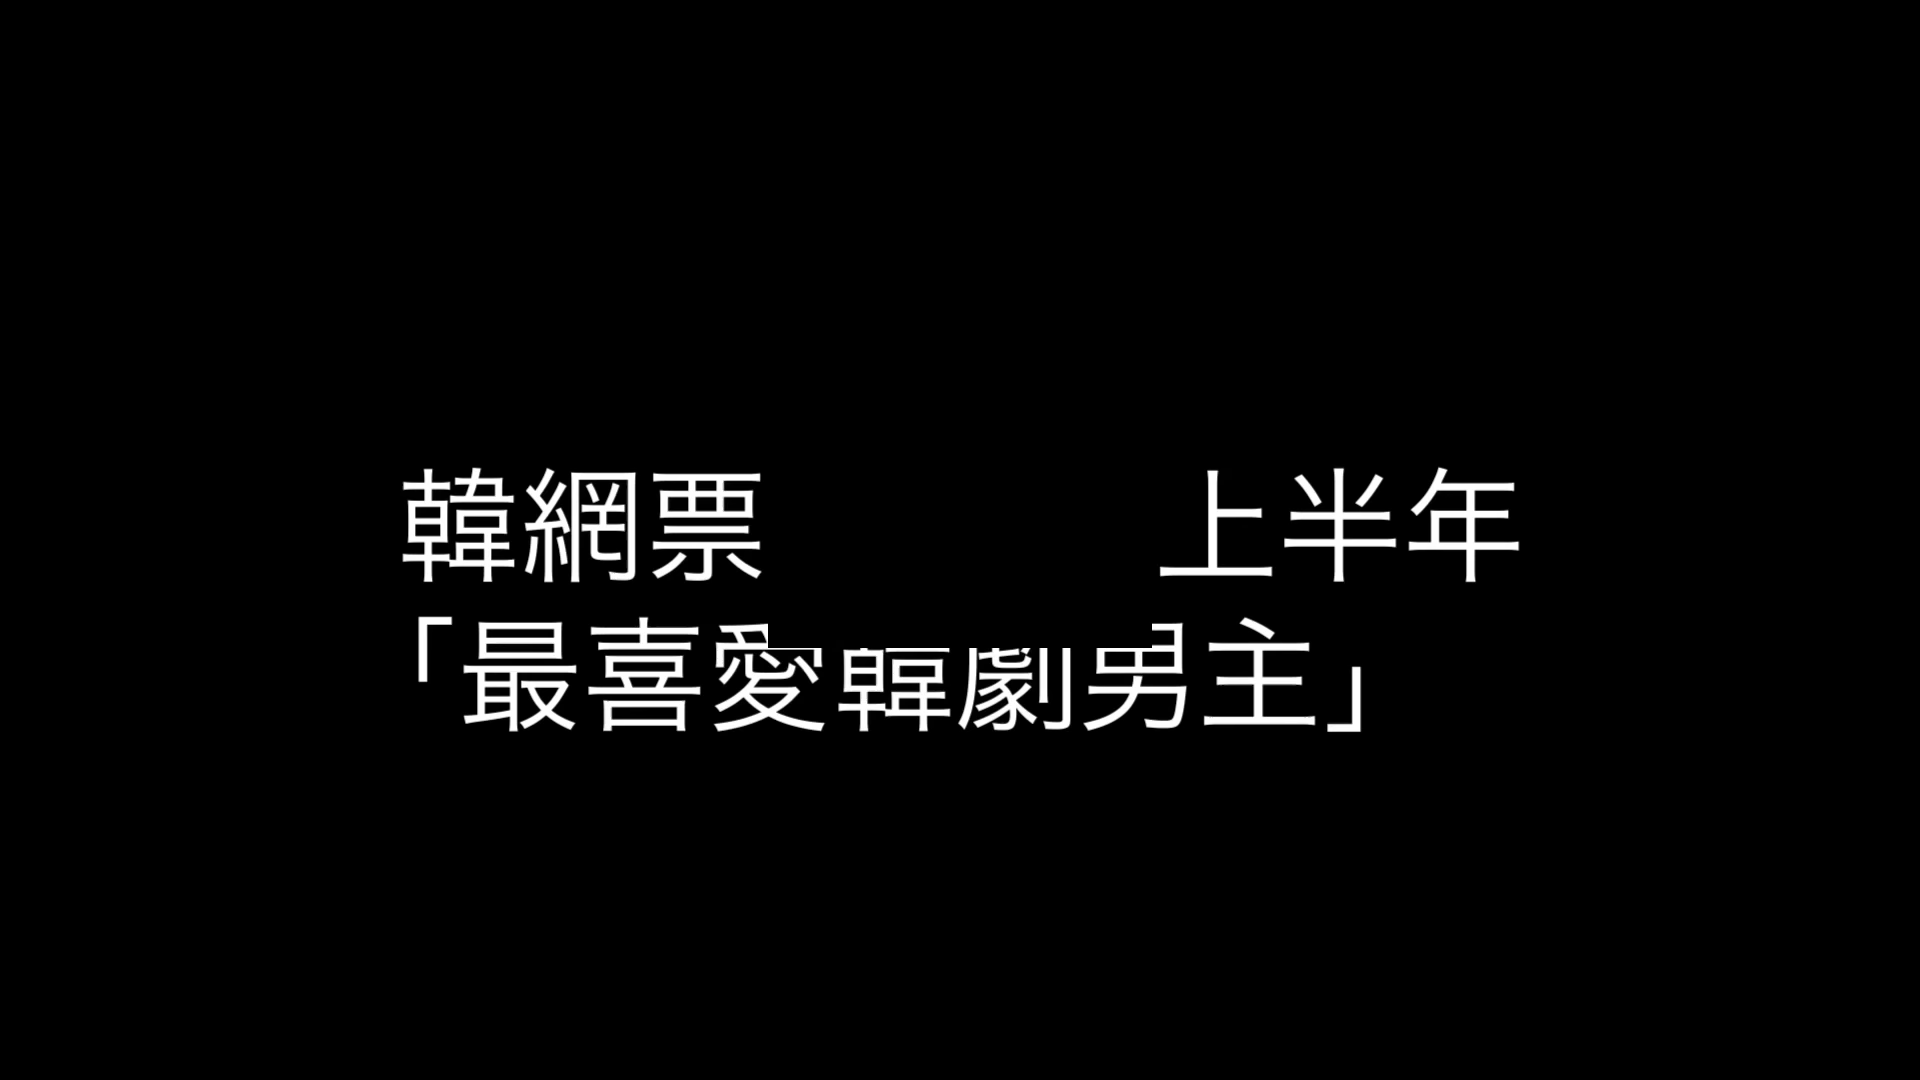 韓網票 上半年
「最喜愛韓劇男主」